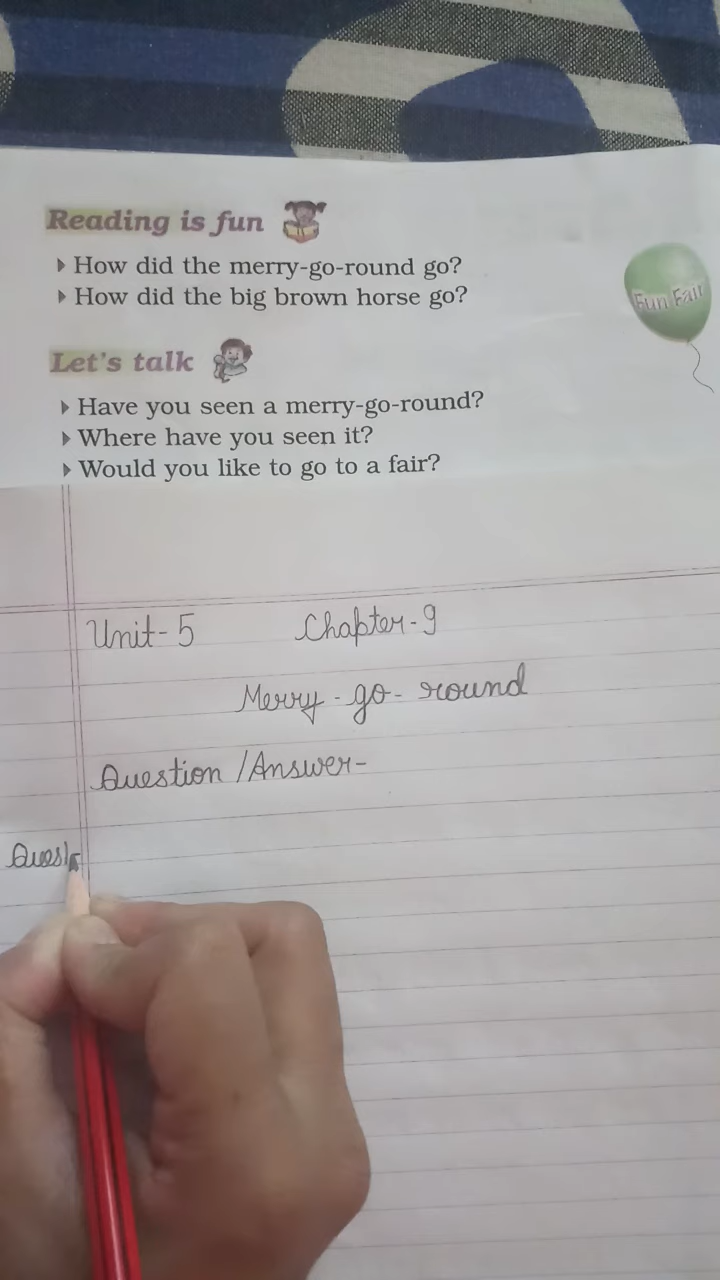 Reading is fun
How did the merry-go-round go?
How did the big brown horse go?
Fun Fair
Let's talk
Have you seen a merry-go-round?
Where have you seen it?
Would you like to go to a fair?
Unit-5 Chapter-9
Merry-go-round
Question/Answer-
Quest